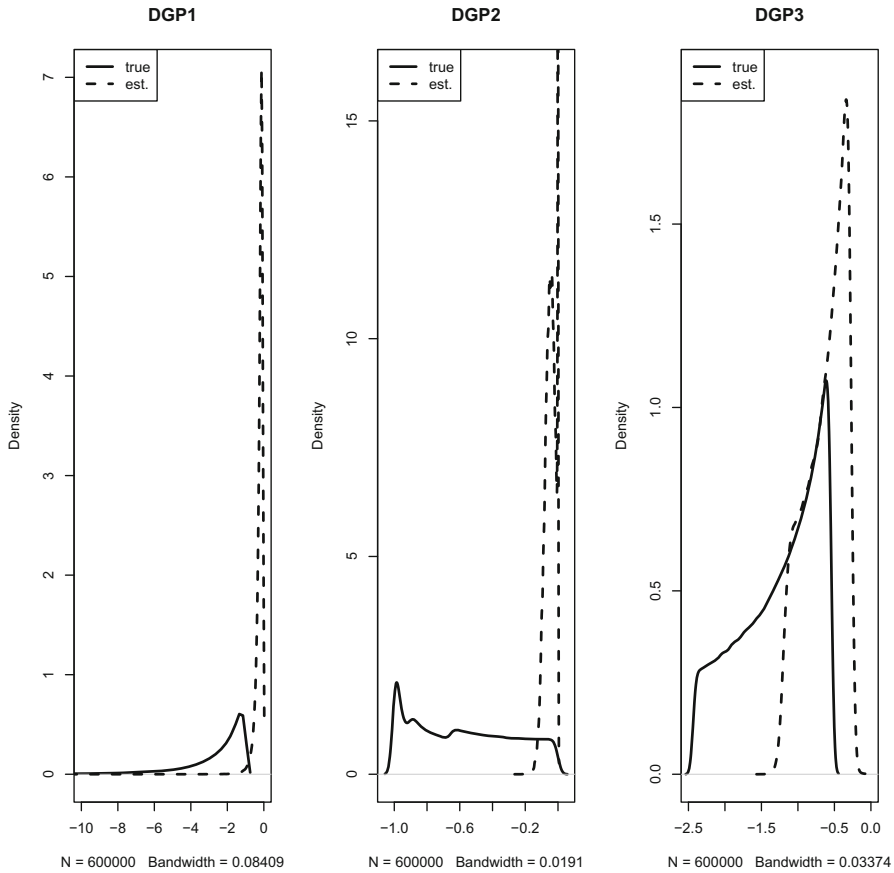 DGP1
true
est.
Density
0 1 2 3 4 5 6 7
−10 −8 −6 −4 −2 0
N = 600000 Bandwidth = 0.08409
DGP2
true
est.
Density
0 5 10 15
−1.0 −0.6 −0.2
N = 600000 Bandwidth = 0.0191
DGP3
true
est.
Density
0.0 0.5 1.0 1.5
−2.5 −1.5 −0.5 0.0
N = 600000 Bandwidth = 0.03374